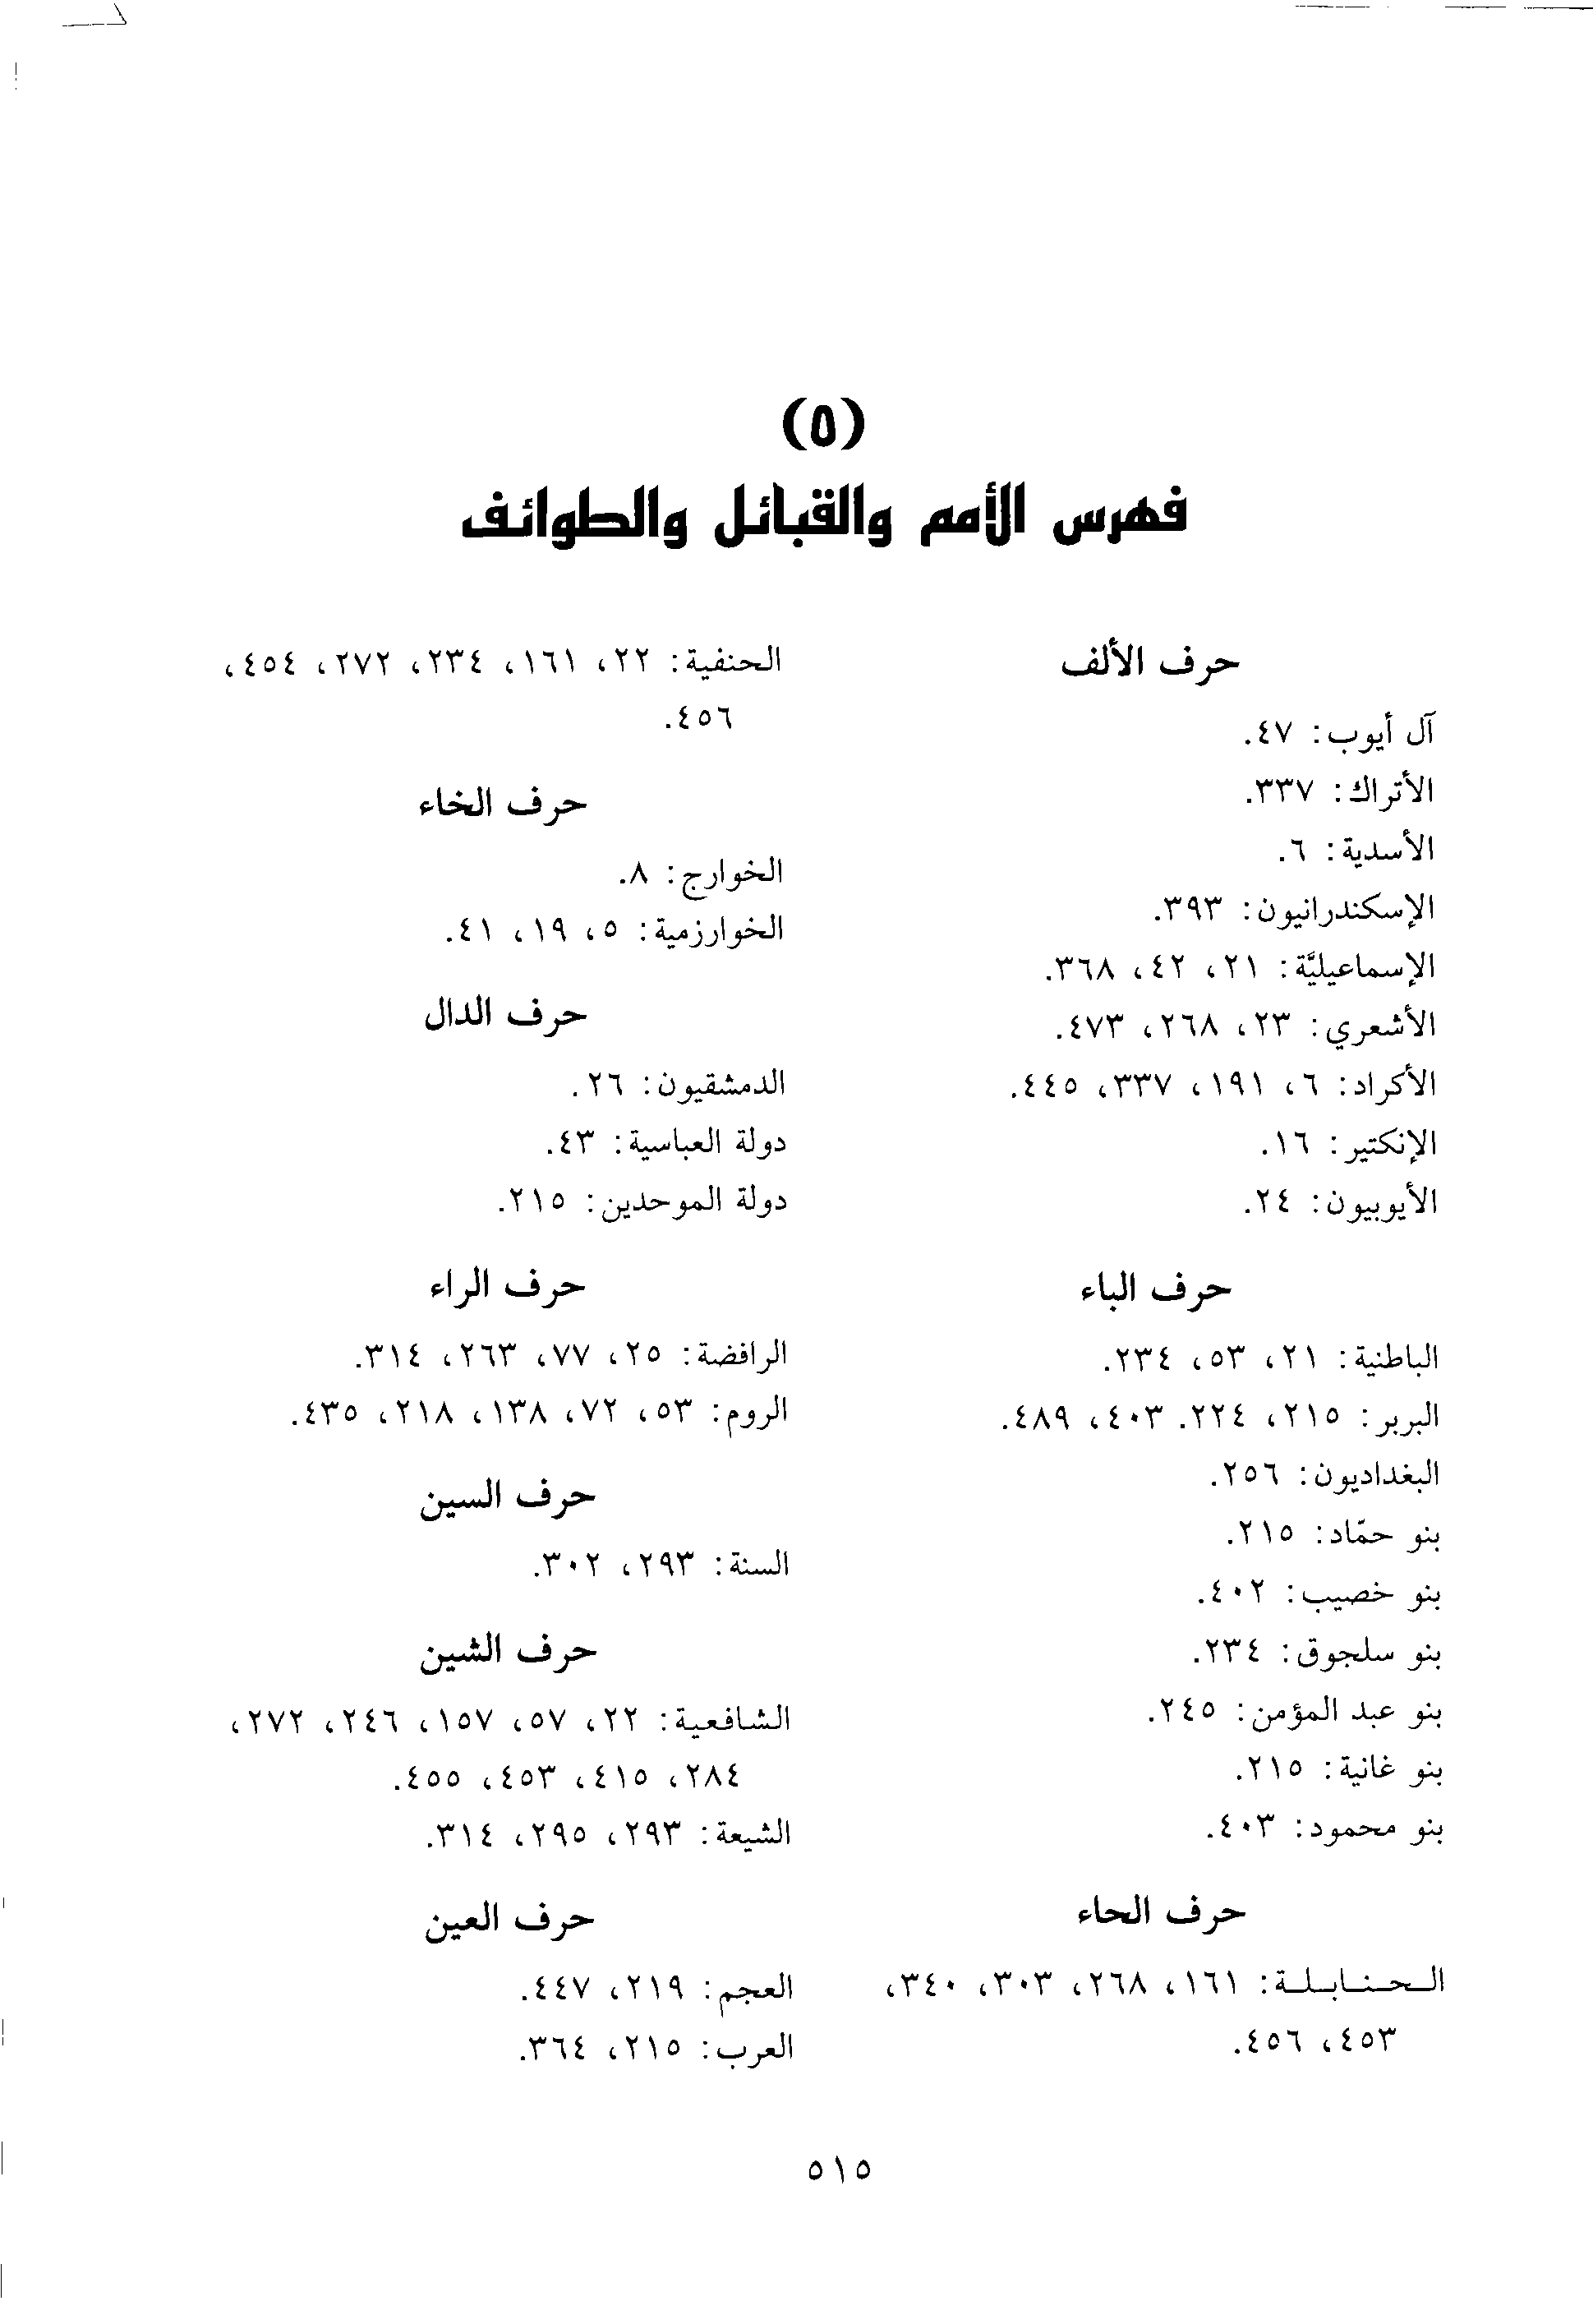 (٥)
فهرس الأمم والقبائل والطوائف
حرف الألف
آل أيوب: ٤٧.
الأتراك: ٣٣٧.
الأسدية: ٦.
الإسكندرانيون: ٣٩٣.
الإسماعيليَّة: ٢١، ٤٢، ٣٦٨.
الأشعري: ٢٣، ٢٦٨، ٤٧٣.
الأكراد: ٦، ١٩١، ٣٣٧، ٤٤٥.
الإنكتير: ١٦.
الأيوبيون: ٢٤.
حرف الباء
الباطنية: ٢١، ٥٣، ٢٣٤.
البربر: ٢١٥، ٢٢٤. ٤٠٣، ٤٨٩.
البغداديون: ٢٥٦.
بنو حمّاد: ٢١٥.
بنو خصيب: ٤٠٢.
بنو سلجوق: ٢٣٤.
بنو عبد المؤمن: ٢٤٥.
بنو غانية: ٢١٥.
بنو محمود: ٤٠٣.
حرف الحاء
الـحـنـابـلـة: ١٦١، ٢٦٨، ٣٠٣، ٣٤٠،
٤٥٣، ٤٥٦.
الحنفية: ٢٢، ١٦١، ٢٣٤، ٢٧٢، ٤٥٤،
٤٥٦.
حرف الخاء
الخوارج: ٨.
الخوارزمية: ٥، ١٩، ٤١.
حرف الدال
الدمشقيون: ٢٦.
دولة العباسية: ٤٣.
دولة الموحدين: ٢١٥.
حرف الراء
الرافضة: ٢٥، ٧٧، ٢٦٣، ٣١٤.
الروم: ٥٣، ٧٢، ١٣٨، ٢١٨، ٤٣٥.
حرف السين
السنة: ٢٩٣، ٣٠٢.
حرف الشين
الشافعية: ٢٢، ٥٧، ١٥٧، ٢٤٦، ٢٧٢،
٢٨٤، ٤١٥، ٤٥٣، ٤٥٥.
الشيعة: ٢٩٣، ٢٩٥، ٣١٤.
حرف العين
العجم: ٢١٩، ٤٤٧.
العرب: ٢١٥، ٣٦٤.
٥١٥